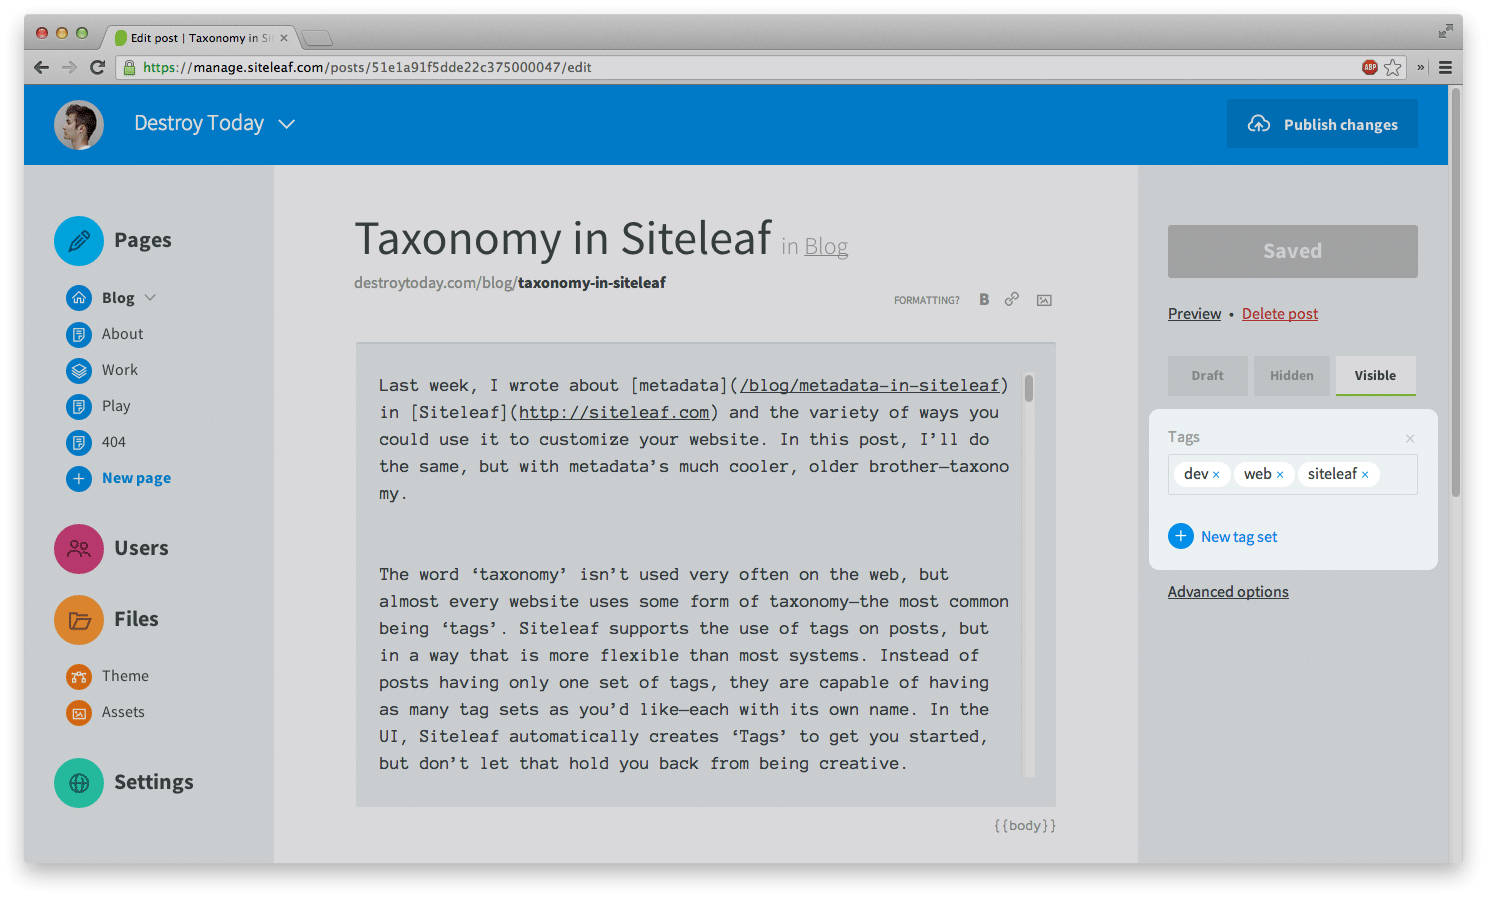 Edit post | Taxonomy in Si
https://manage.siteleaf.com/posts/51e1a91f5dde22c375000047/edit
ABP
Destroy Today
Publish changes
Pages
Blog
About
Work
Play
404
New page
Users
Files
Theme
Assets
Settings
Taxonomy in Siteleaf in Blog
destroytoday.com/blog/taxonomy-in-siteleaf
FORMATTING? B
Last week, I wrote about [metadata](/blog/metadata-in-siteleaf)
in [Siteleaf](http://siteleaf.com) and the variety of ways you
could use it to customize your website. In this post, I’ll do
the same, but with metadata’s much cooler, older brother—taxono
my.
The word ‘taxonomy’ isn’t used very often on the web, but
almost every website uses some form of taxonomy—the most common
being ‘tags’. Siteleaf supports the use of tags on posts, but
in a way that is more flexible than most systems. Instead of
posts having only one set of tags, they are capable of having
as many tag sets as you’d like—each with its own name. In the
UI, Siteleaf automatically creates ‘Tags’ to get you started,
but don’t let that hold you back from being creative.
{{body}}
Saved
Preview • Delete post
Draft Hidden Visible
Tags ×
dev × web × siteleaf ×
New tag set
Advanced options